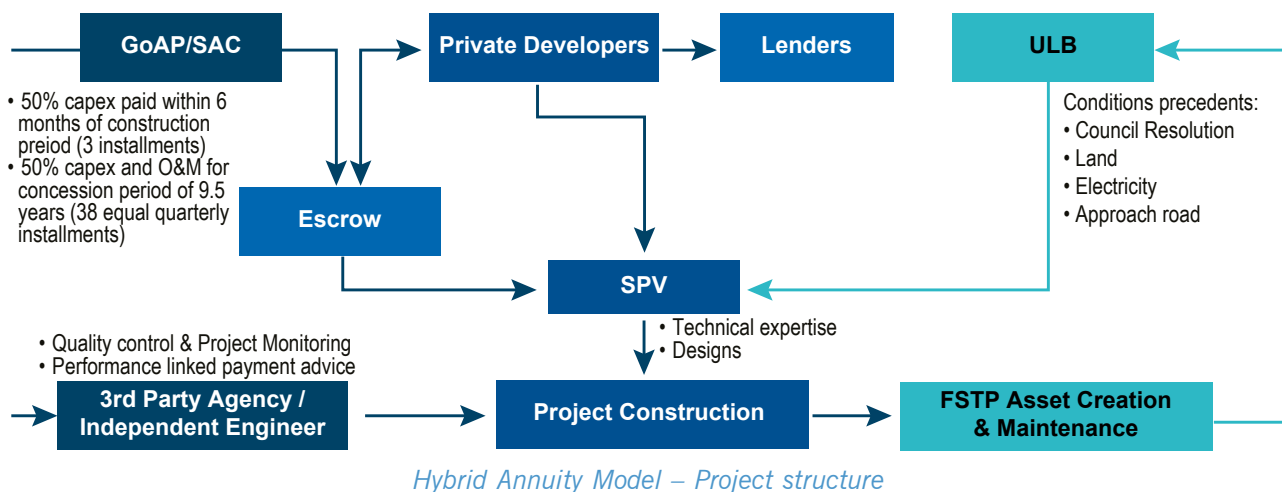 GoAP/SAC
Private Developers
Lenders
ULB
• 50% capex paid within 6
months of construction
preiod (3 installments)
• 50% capex and O&M for
concession period of 9.5
years (38 equal quarterly
installments)
Conditions precedents:
• Council Resolution
• Land
• Electricity
• Approach road
Escrow
SPV
• Technical expertise
• Designs
• Quality control & Project Monitoring
• Performance linked payment advice
3rd Party Agency /
Independent Engineer
Project Construction
FSTP Asset Creation
& Maintenance
Hybrid Annuity Model – Project structure